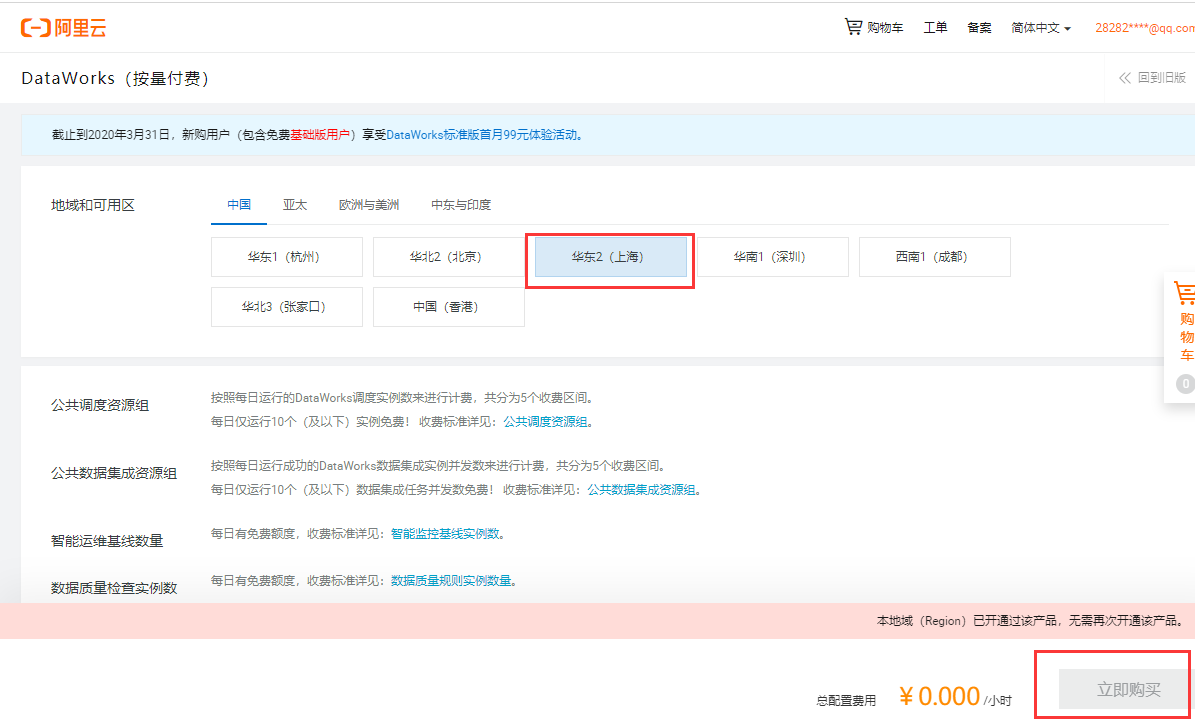 阿里云
购物车 工单 备案 简体中文 28282****@qq.com
DataWorks（按量付费）
回到旧版
截止到2020年3月31日，新购用户（包含免费基础版用户）享受DataWorks标准版首月99元体验活动。
地域和可用区
中国 亚太 欧洲与美洲 中东与印度
华东1（杭州） 华北2（北京） 华东2（上海） 华南1（深圳） 西南1（成都）
华北3（张家口） 中国（香港）
购物车
0
公共调度资源组
按照每日运行的DataWorks调度实例数来进行计费，共分为5个收费区间。
每日仅运行10个（及以下）实例免费！ 收费标准详见：公共调度资源组。
公共数据集成资源组
按照每日运行成功的DataWorks数据集成实例并发数来进行计费，共分为5个收费区间。
每日仅运行10个（及以下）数据集成任务并发数免费！ 收费标准详见：公共数据集成资源组。
智能运维基线数量
每日有免费额度，收费标准详见：智能监控基线实例数。
数据质量检查实例数
每日有免费额度，收费标准详见：数据质量规则实例数量。
本地域（Region）已开通过该产品，无需再次开通该产品。
总配置费用 ¥0.000 /小时
立即购买